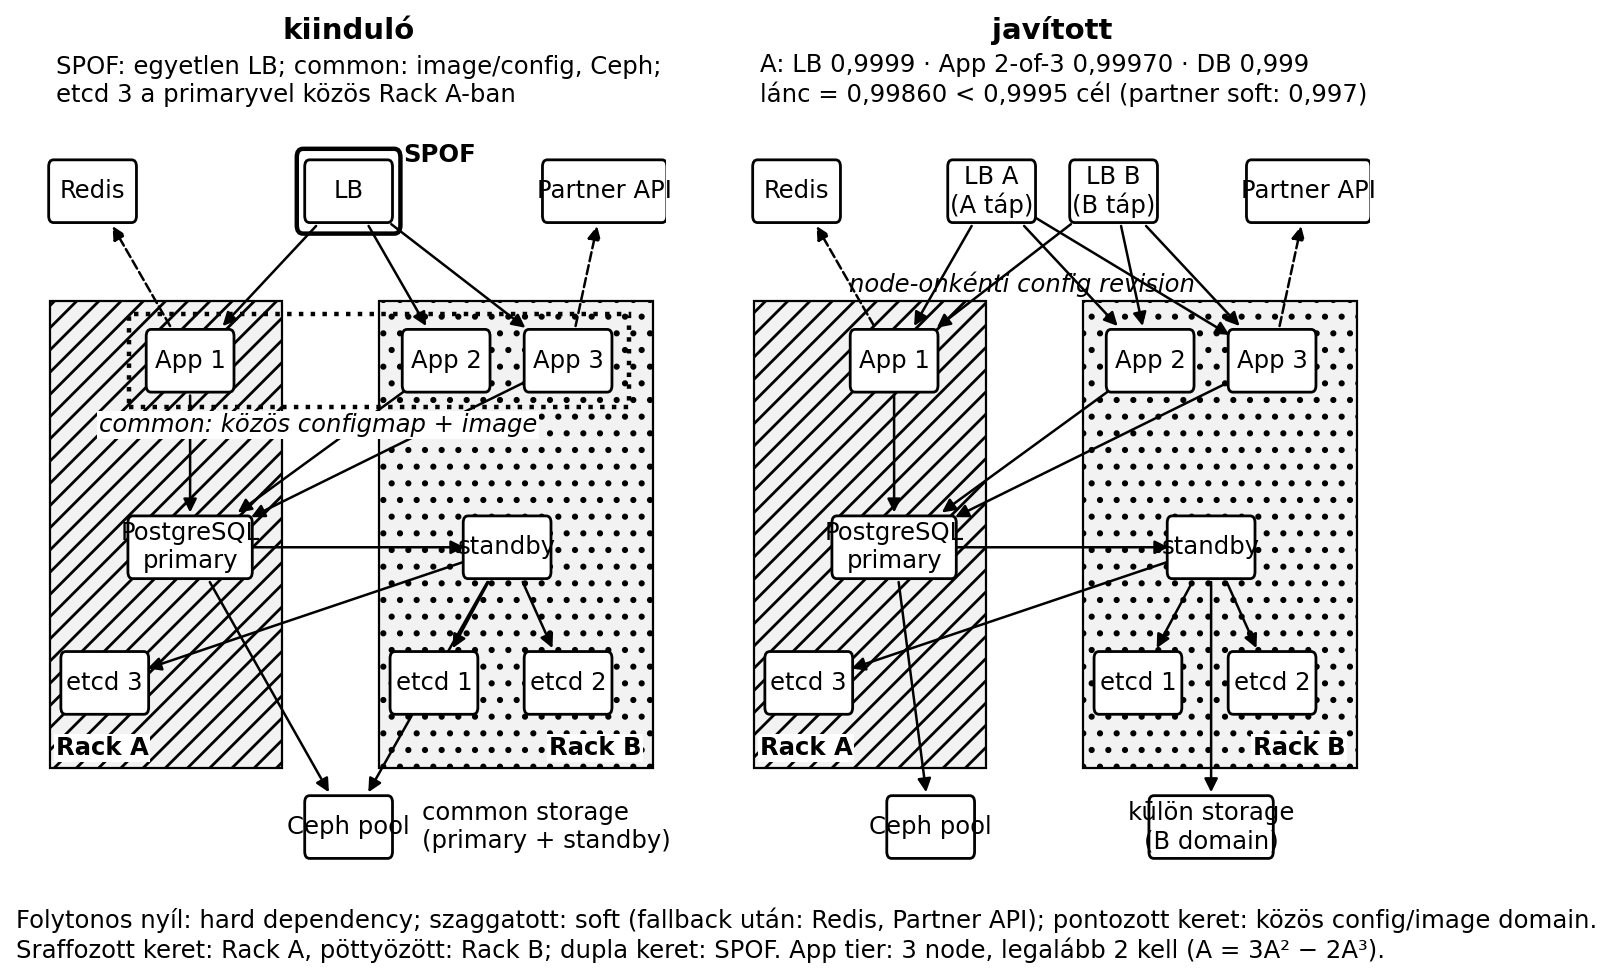 kiinduló
SPOF: egyetlen LB; common: image/config, Ceph;
etcd 3 a primaryvel közös Rack A-ban
Redis
LB
SPOF
Partner API
App 1
App 2
App 3
common: közös configmap + image
PostgreSQL
primary
standby
etcd 3
etcd 1
etcd 2
Rack A
Rack B
Ceph pool
common storage
(primary + standby)
javított
A: LB 0,9999 · App 2-of-3 0,99970 · DB 0,999
lánc = 0,99860 < 0,9995 cél (partner soft: 0,997)
Redis
LB A
(A táp)
LB B
(B táp)
Partner API
node-onkénti config revision
App 1
App 2
App 3
PostgreSQL
primary
standby
etcd 3
etcd 1
etcd 2
Rack A
Rack B
Ceph pool
külön storage
(B domain)
Folytonos nyíl: hard dependency; szaggatott: soft (fallback után: Redis, Partner API); pontozott keret: közös config/image domain.
Sraffozott keret: Rack A, pöttyözött: Rack B; dupla keret: SPOF. App tier: 3 node, legalább 2 kell (A = 3A² − 2A³).